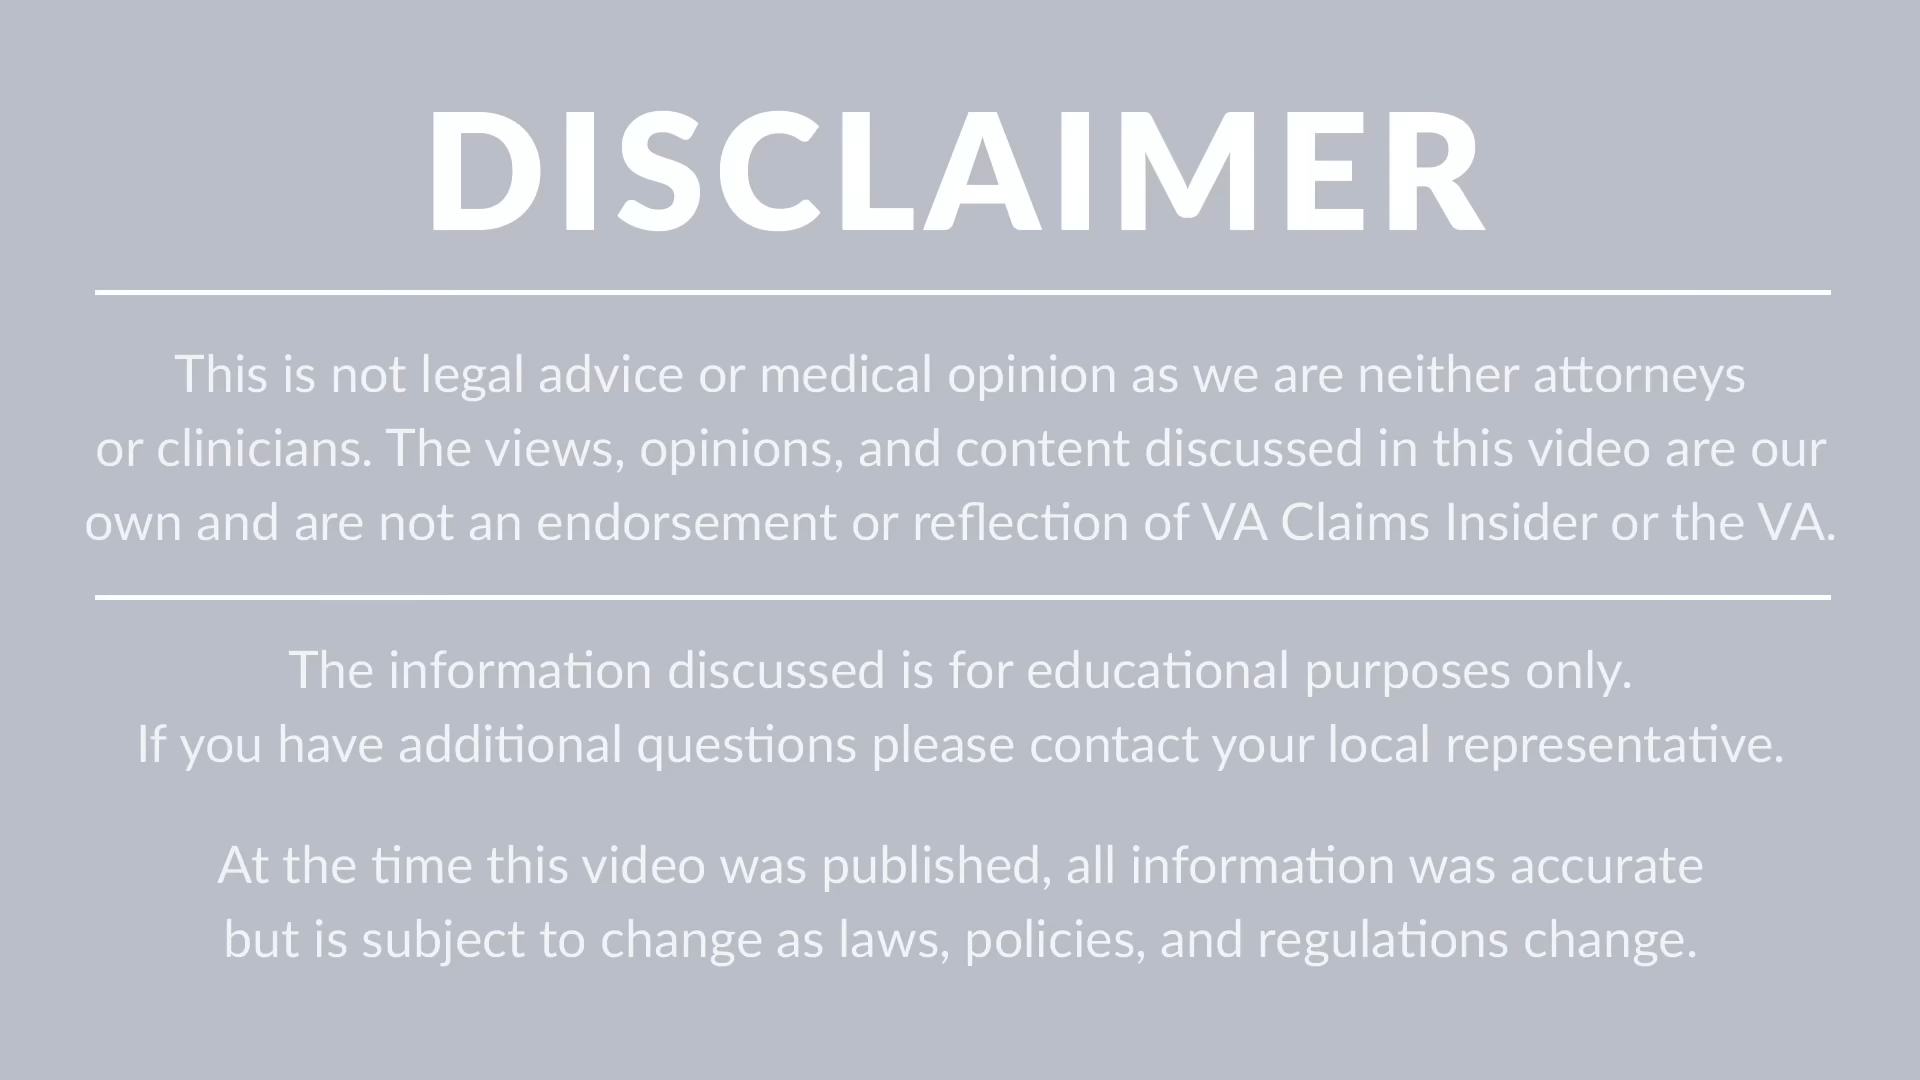 DISCLAIMER
This is not legal advice or medical opinion as we are neither attorneys
or clinicians. The views, opinions, and content discussed in this video are our
own and are not an endorsement or reflection of VA Claims Insider or the VA.
The information discussed is for educational purposes only.
If you have additional questions please contact your local representative.
At the time this video was published, all information was accurate
but is subject to change as laws, policies, and regulations change.